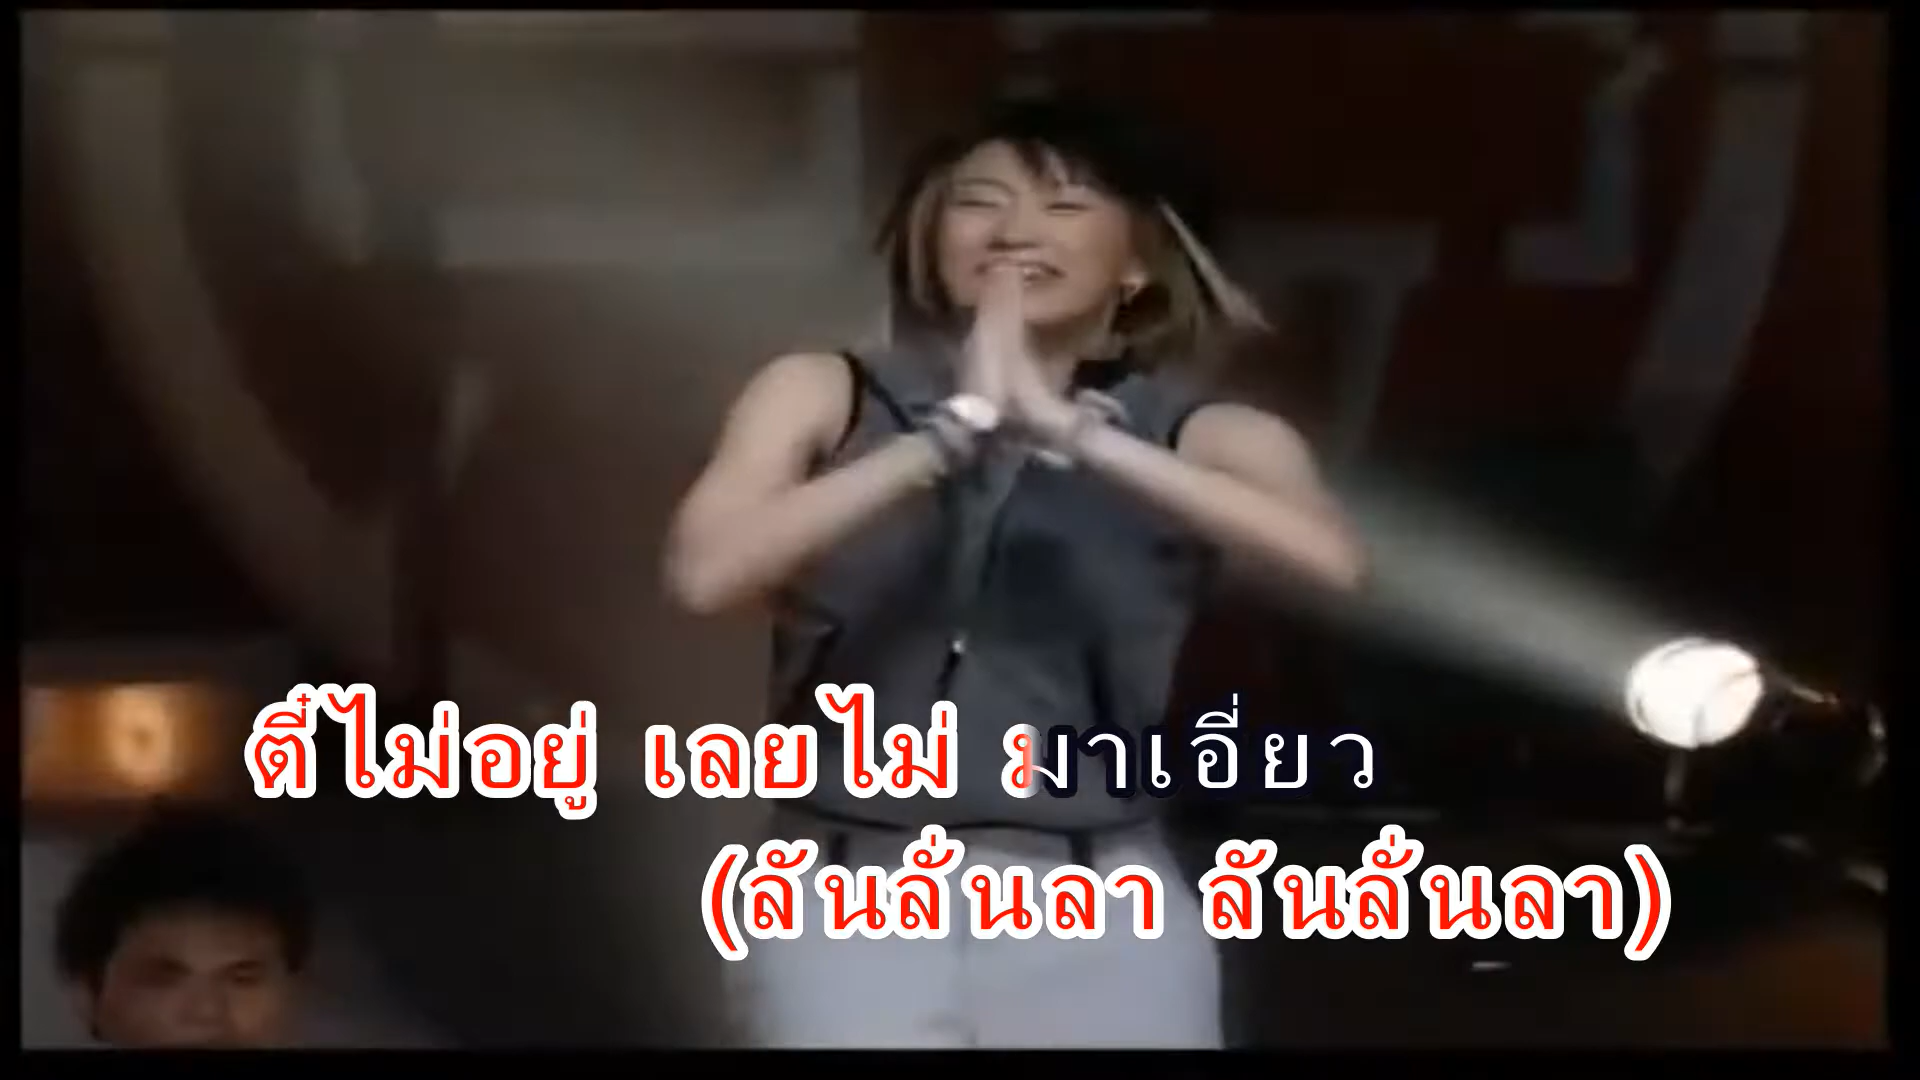 ตี๋ไม่อยู่ เลยไม่ มาเอี่ยว
(ลันลั่นลา ลันลั่นลา)